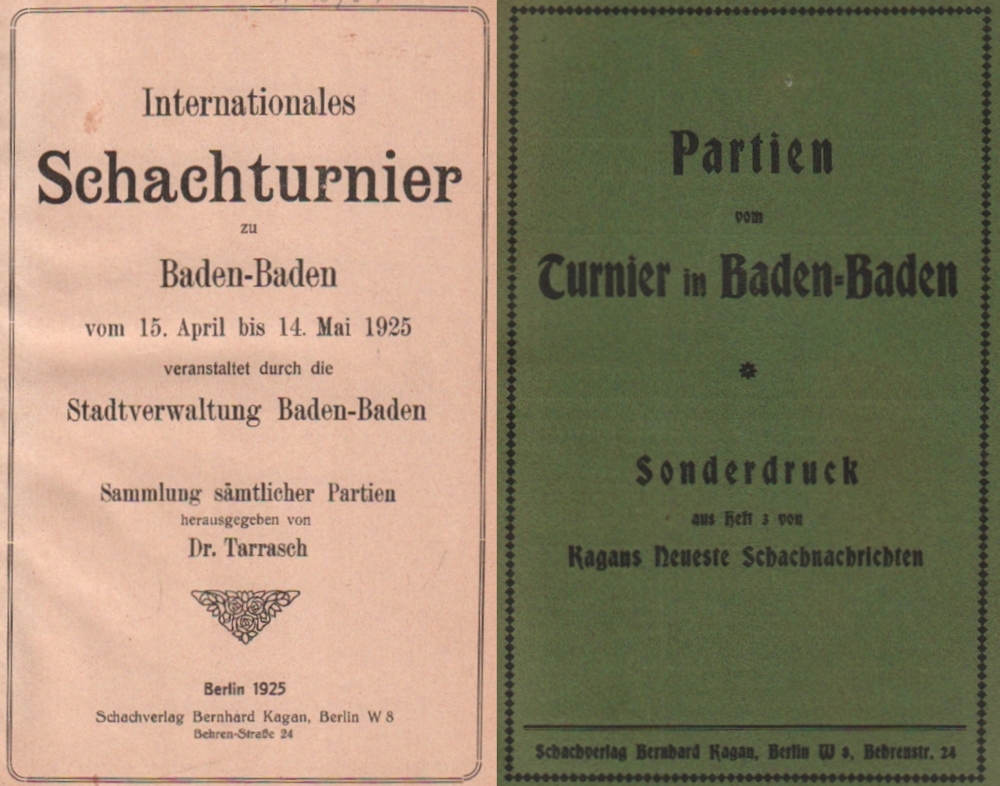 Internationales
Schachturnier
zu
Baden-Baden
vom 15. April bis 14. Mai 1925
veranstaltet durch die
Stadtverwaltung Baden-Baden
Sammlung sämtlicher Partien
herausgegeben von
Dr. Tarrasch
Berlin 1925
Schachverlag Bernhard Kagan, Berlin W 8
Behren-Straße 24
Partien
vom
Turnier in Baden-Baden
Sonderdruck
aus Heft 3 von
Kagans Neueste Schachnachrichten
Schachverlag Bernhard Kagan, Berlin W 8, Behrenstr. 24